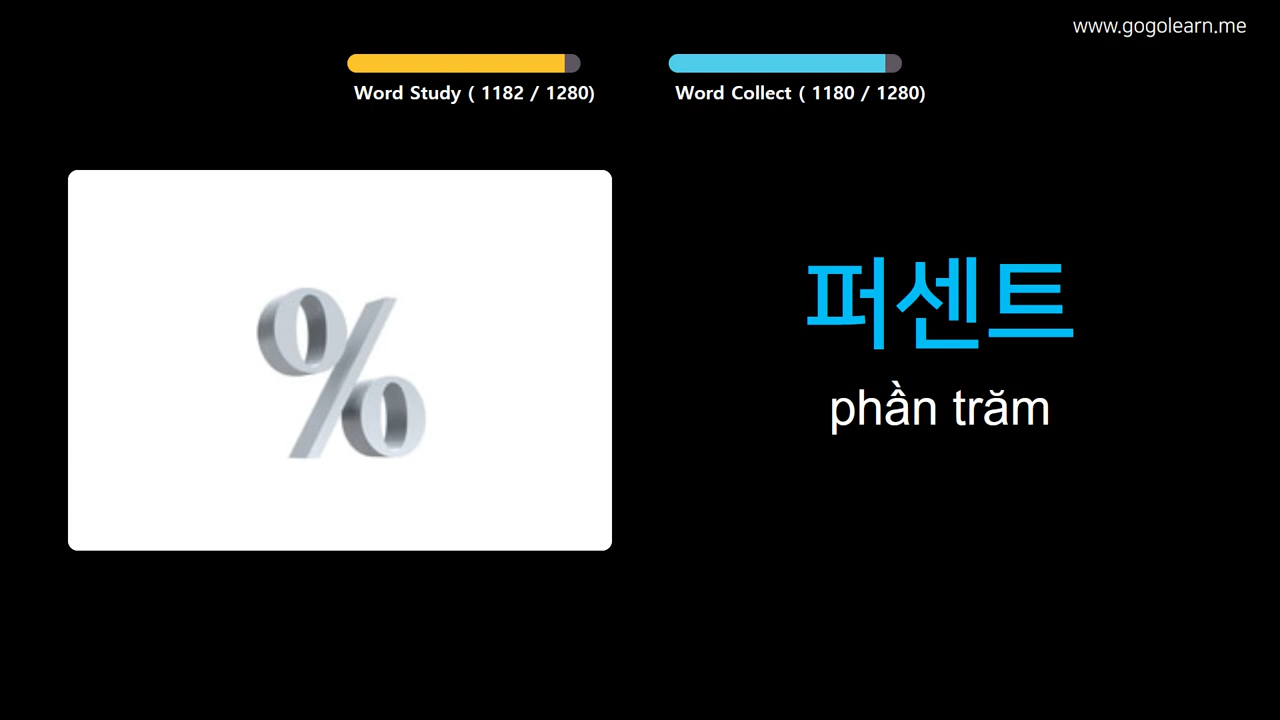 www.gogolearn.me
Word Study ( 1182 / 1280)
Word Collect ( 1180 / 1280)
%
퍼센트
phần trăm